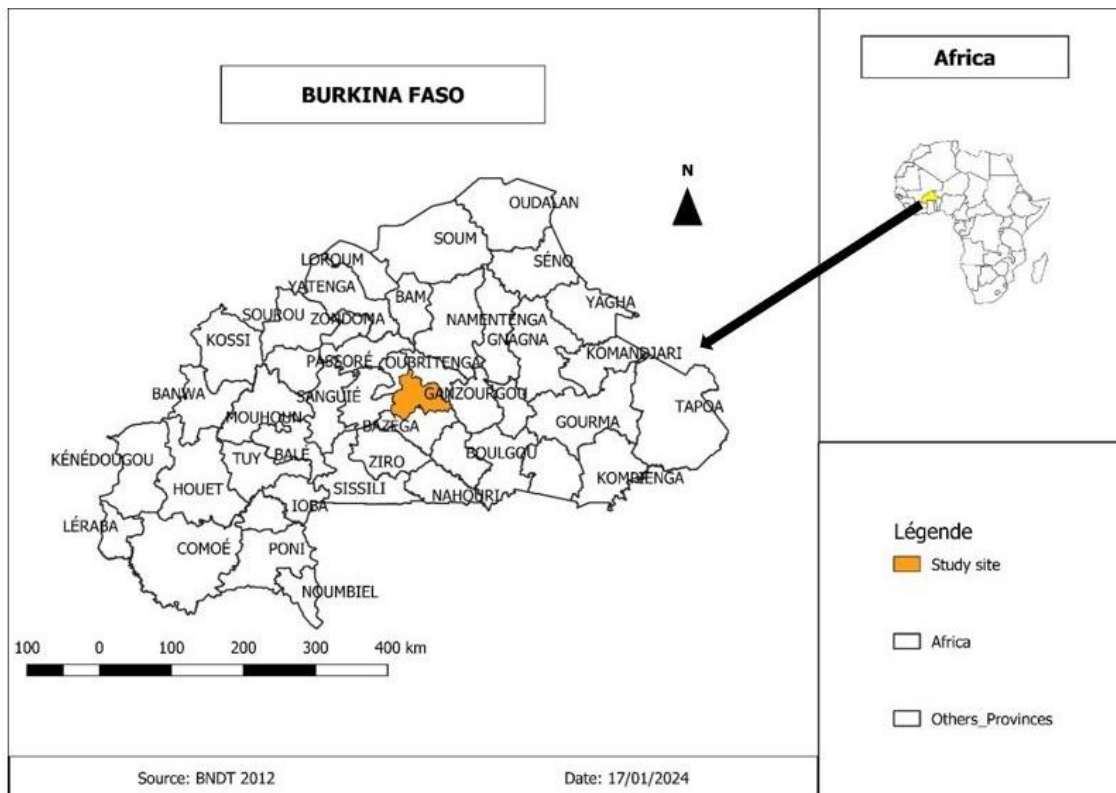 BURKINA FASO
Africa
N
OUDALAN
SOUM
SÉNO
LOROUM
YATENGA
BAM
YAGHA
SOUROU
ZONDOMA
NAMENTENGA
KOSSI
GNAGNA
PASSORÉ
OUBRITENGA
KOMANDJARI
BANWA
SANGUIÉ
GANZOURGOU
TAPOA
MOUHOUN
BAZEGA
GOURMA
KÉNÉDOUGOU
TUY
BALÉ
ZIRO
BOULGOU
HOUET
SISSILI
NAHOURI
KOMPIENGA
IOBA
LÉRABA
COMOÉ
PONI
NOUMBIEL
100 0 100 200 300 400 km
Légende
Study site
Africa
Others_Provinces
Source: BNDT 2012
Date: 17/01/2024